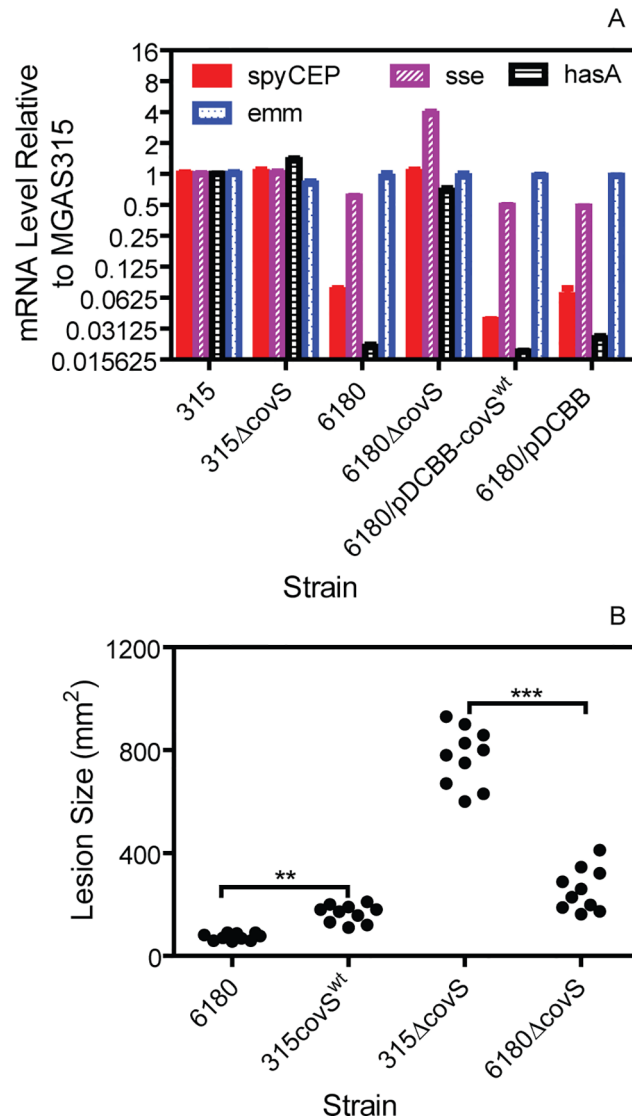 A
mRNA Level Relative
to MGAS315
16
8
4
2
1
0.5
0.25
0.125
0.0625
0.03125
0.015625
spyCEP
sse
hasA
emm
315
315ΔcovS
6180
6180ΔcovS
6180/pDCBB-covSwt
6180/pDCBB
Strain
B
Lesion Size (mm2)
1200
800
400
0
**
***
6180
315covSwt
315ΔcovS
6180ΔcovS
Strain